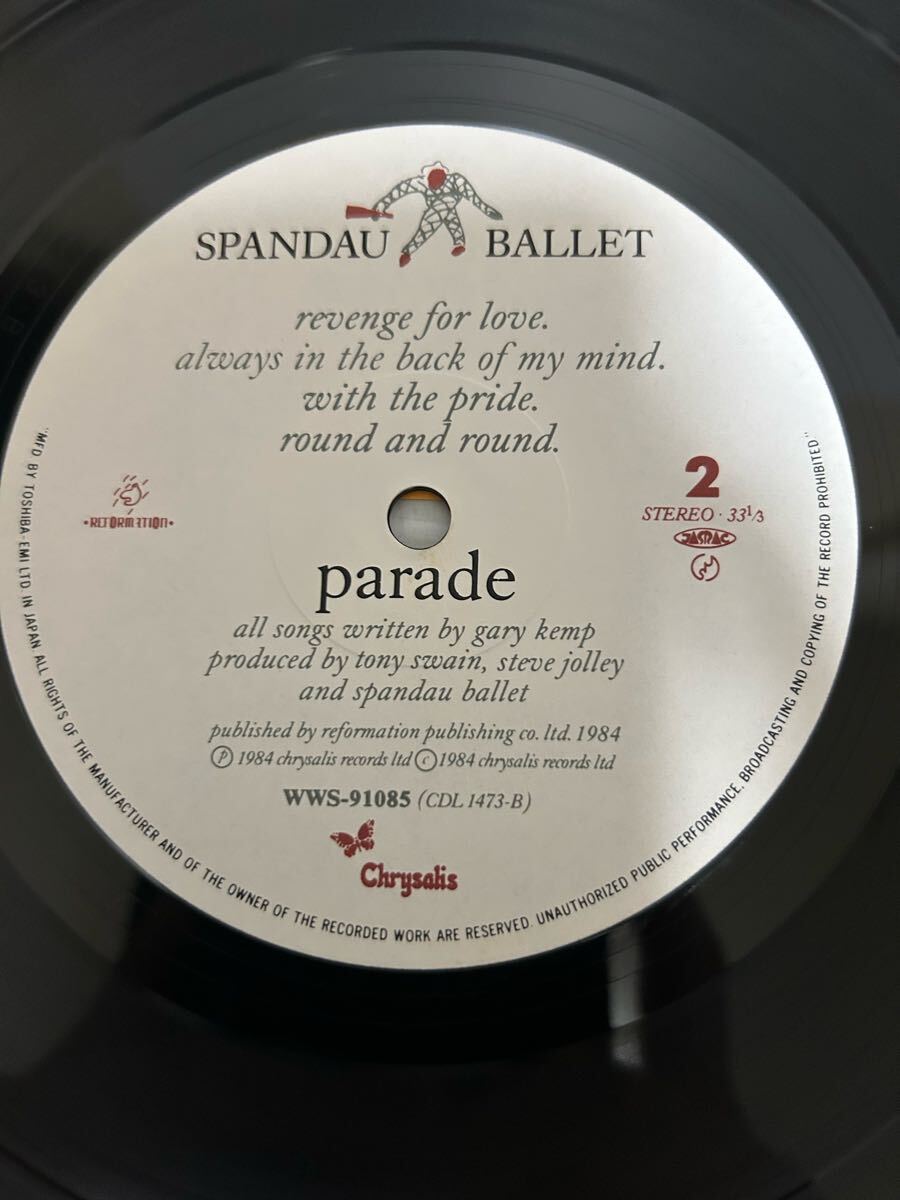 SPANDAU BALLET
revenge for love.
always in the back of my mind.
with the pride.
round and round.
•REFORMATION•
2
STEREO · 33 1/3
JASRAC
parade
all songs written by gary kemp
produced by tony swain, steve jolley
and spandau ballet
published by reformation publishing co. ltd. 1984
Ⓟ 1984 chrysalis records ltd Ⓒ 1984 chrysalis records ltd
WWS-91085 (CDL 1473-B)
Chrysalis
"MFD BY TOSHIBA-EMI LTD. IN JAPAN. ALL RIGHTS OF THE MANUFACTURER AND OF THE OWNER OF THE RECORDED WORK ARE RESERVED. UNAUTHORIZED PUBLIC PERFORMANCE, BROADCASTING AND COPYING OF THE RECORD PROHIBITED"